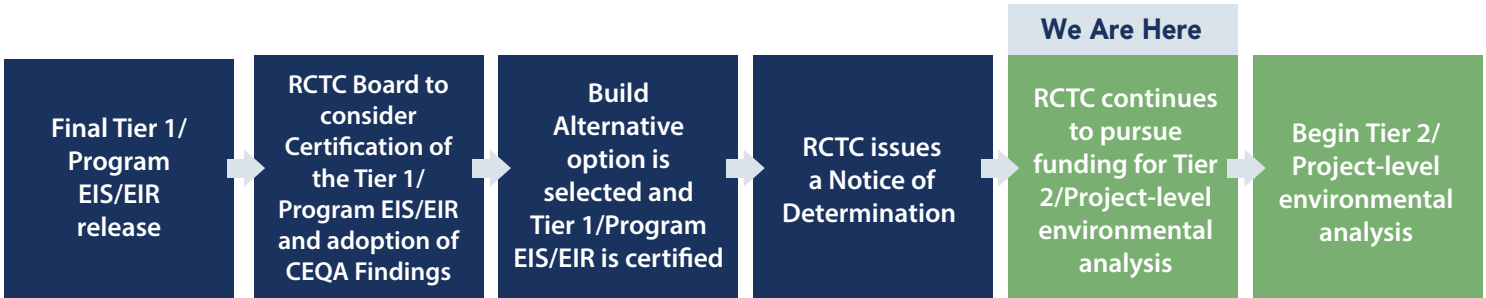 We Are Here
Final Tier 1/
Program
EIS/EIR
release
RCTC Board to
consider
Certification of
the Tier 1/
Program EIS/EIR
and adoption of
CEQA Findings
Build
Alternative
option is
selected and
Tier 1/Program
EIS/EIR is certified
RCTC issues
a Notice of
Determination
RCTC continues
to pursue
funding for Tier
2/Project-level
environmental
analysis
Begin Tier 2/
Project-level
environmental
analysis